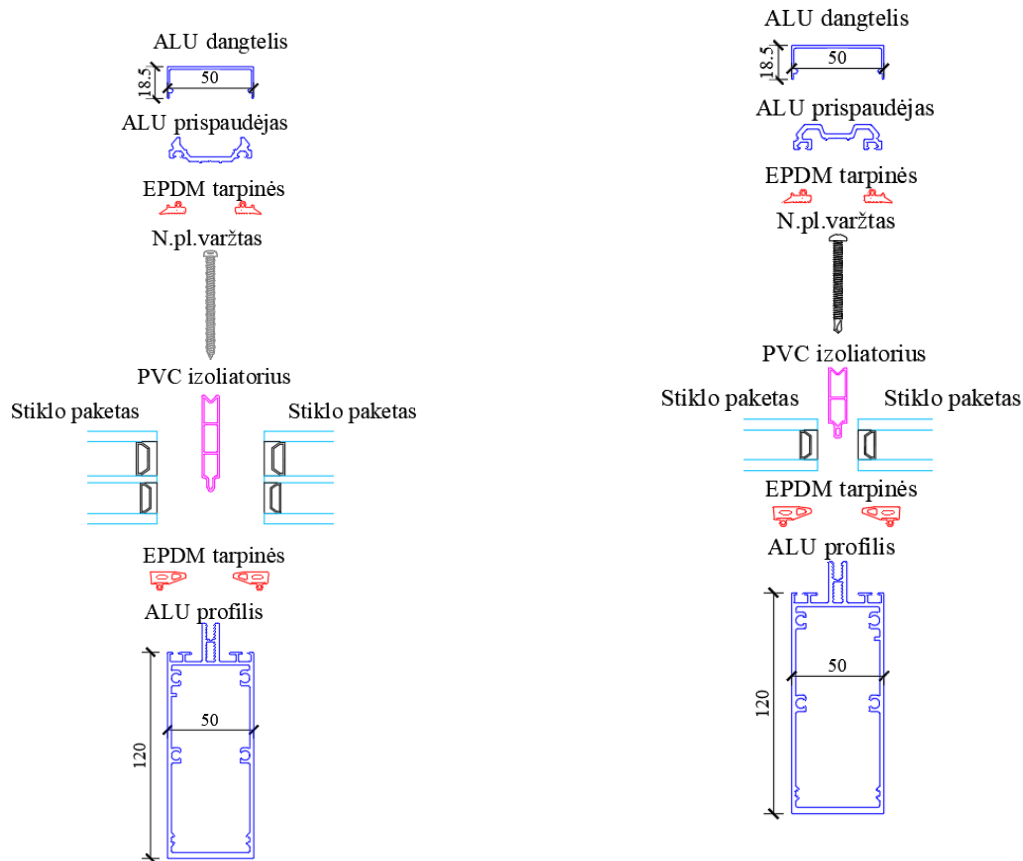 ALU dangtelis
18.5
50
ALU prispaudėjas
EPDM tarpinės
N.pl.varžtas
PVC izoliatorius
Stiklo paketas
Stiklo paketas
EPDM tarpinės
ALU profilis
120
50
ALU dangtelis
18.5
50
ALU prispaudėjas
EPDM tarpinės
N.pl.varžtas
PVC izoliatorius
Stiklo paketas
Stiklo paketas
EPDM tarpinės
ALU profilis
120
50